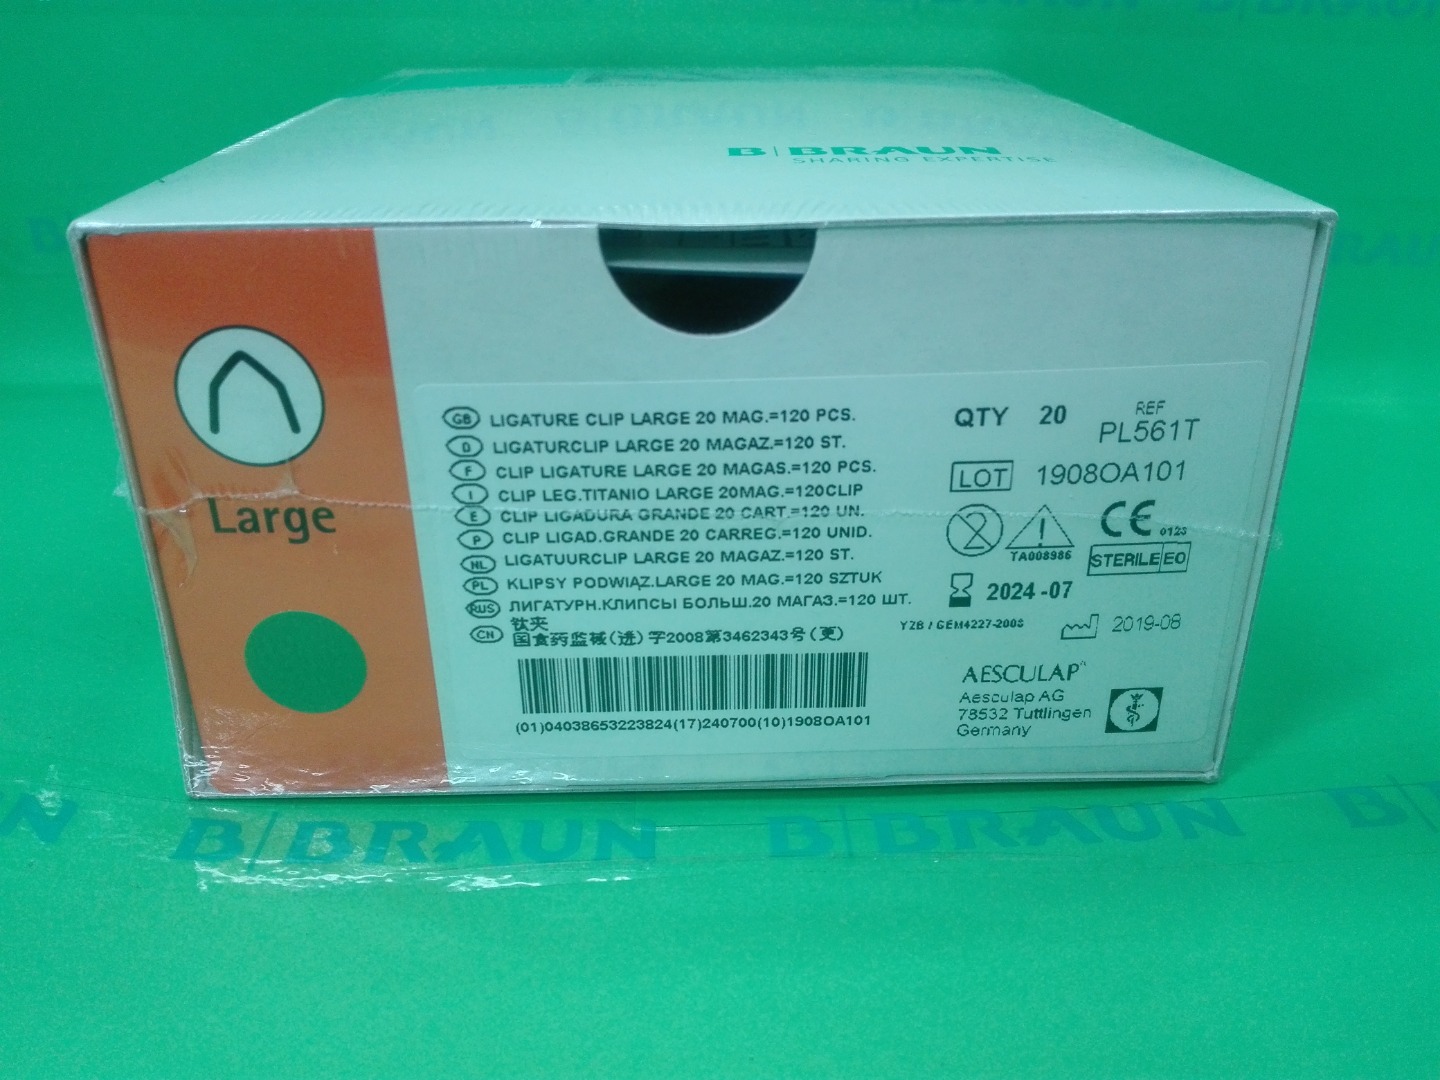 B|BRAUN
SHARING EXPERTISE
Large
GB LIGATURE CLIP LARGE 20 MAG.=120 PCS.
D LIGATURCLIP LARGE 20 MAGAZ.=120 ST.
F CLIP LIGATURE LARGE 20 MAGAS.=120 PCS.
I CLIP LEG.TITANIO LARGE 20MAG.=120CLIP
E CLIP LIGADURA GRANDE 20 CART.=120 UN.
P CLIP LIGAD.GRANDE 20 CARREG.=120 UNID.
NL LIGATUURCLIP LARGE 20 MAGAZ.=120 ST.
PL KLIPSY PODWIĄZ.LARGE 20 MAG.=120 SZTUK
RUS ЛИГАТУРН.КЛИПСЫ БОЛЬШ.20 МАГАЗ.=120 ШТ.
CN 钛夹
国食药监械(进)字2008第3462343号(更)
(01)04038653223824(17)240700(10)1908OA101
QTY 20
REF
PL561T
LOT 1908OA101
2
TA008986
CE 0123
STERILE EO
2024-07
YZB / GEM4227-2008
2019-08
AESCULAP®
Aesculap AG
78532 Tuttlingen
Germany
B|BRAUN B|BRAUN